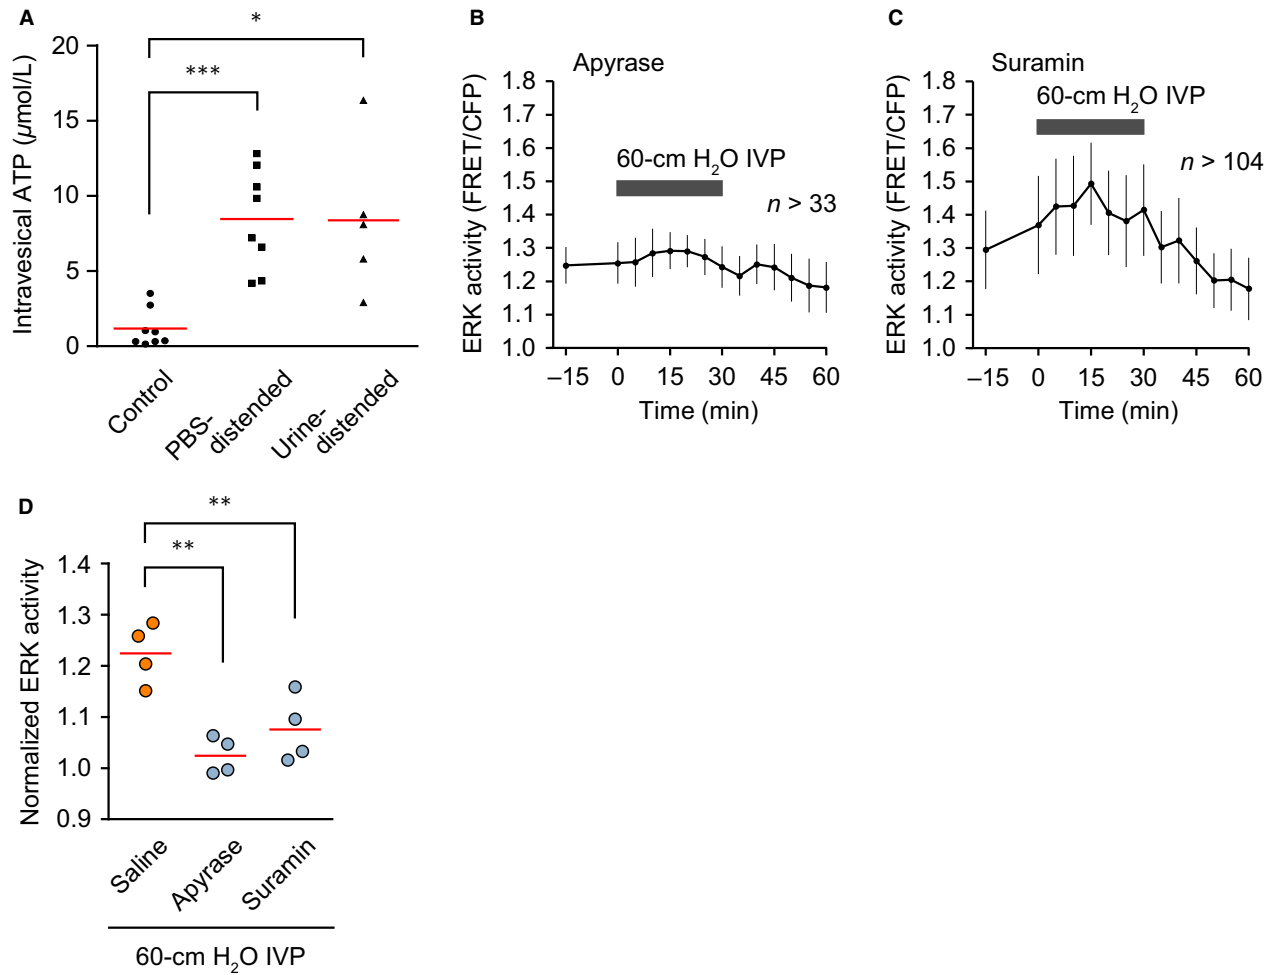 A
Intravesical ATP (µmol/L)
20
15
10
5
0
*
***
Control
PBS-
distended
Urine-
distended
B
Apyrase
ERK activity (FRET/CFP)
1.8
1.7
1.6
1.5
1.4
1.3
1.2
1.1
1.0
60-cm H₂O IVP
n > 33
–15 0 15 30 45 60
Time (min)
C
Suramin
ERK activity (FRET/CFP)
1.8
1.7
1.6
1.5
1.4
1.3
1.2
1.1
1.0
60-cm H₂O IVP
n > 104
–15 0 15 30 45 60
Time (min)
D
Normalized ERK activity
1.4
1.3
1.2
1.1
1.0
0.9
**
**
Saline
Apyrase
Suramin
60-cm H₂O IVP